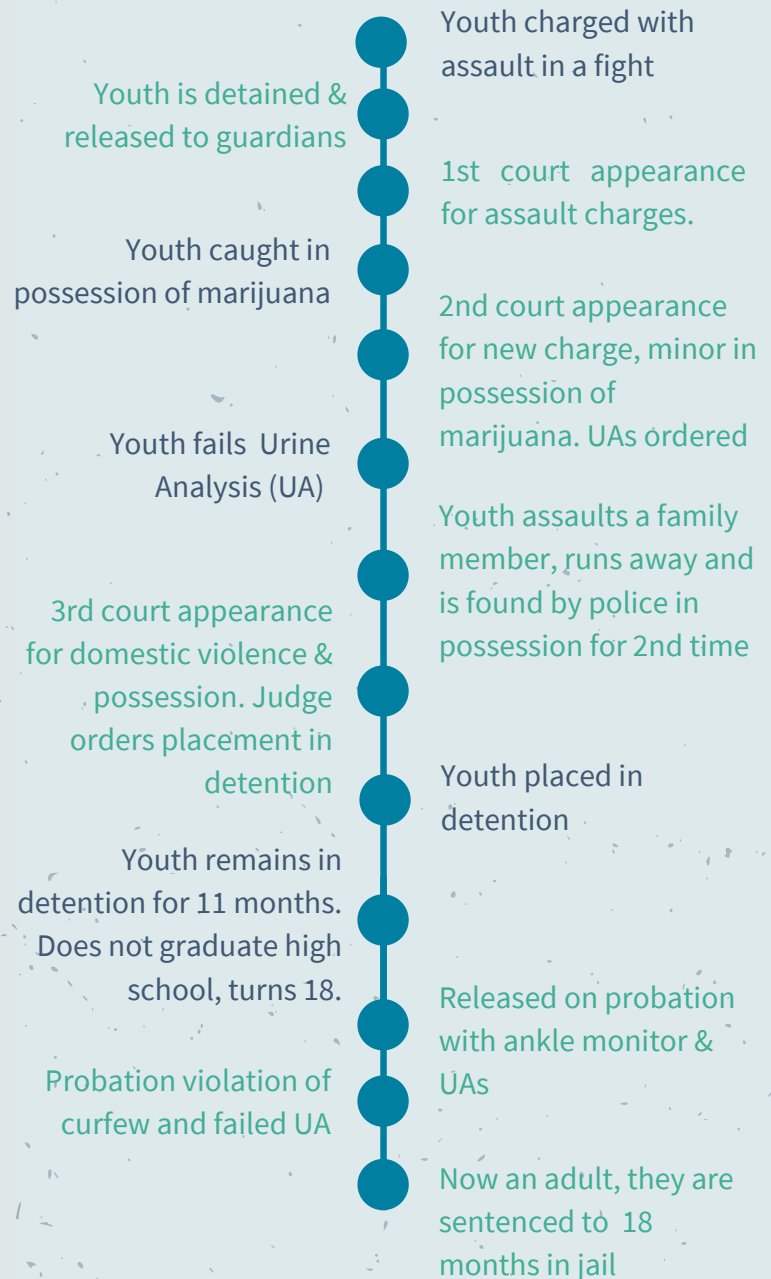 Youth charged with
assault in a fight
Youth is detained &
released to guardians
1st court appearance
for assault charges.
Youth caught in
possession of marijuana
2nd court appearance
for new charge, minor in
possession of
marijuana. UAs ordered
Youth fails Urine
Analysis (UA)
Youth assaults a family
member, runs away and
is found by police in
possession for 2nd time
3rd court appearance
for domestic violence &
possession. Judge
orders placement in
detention
Youth placed in
detention
Youth remains in
detention for 11 months.
Does not graduate high
school, turns 18.
Released on probation
with ankle monitor &
UAs
Probation violation of
curfew and failed UA
Now an adult, they are
sentenced to 18
months in jail